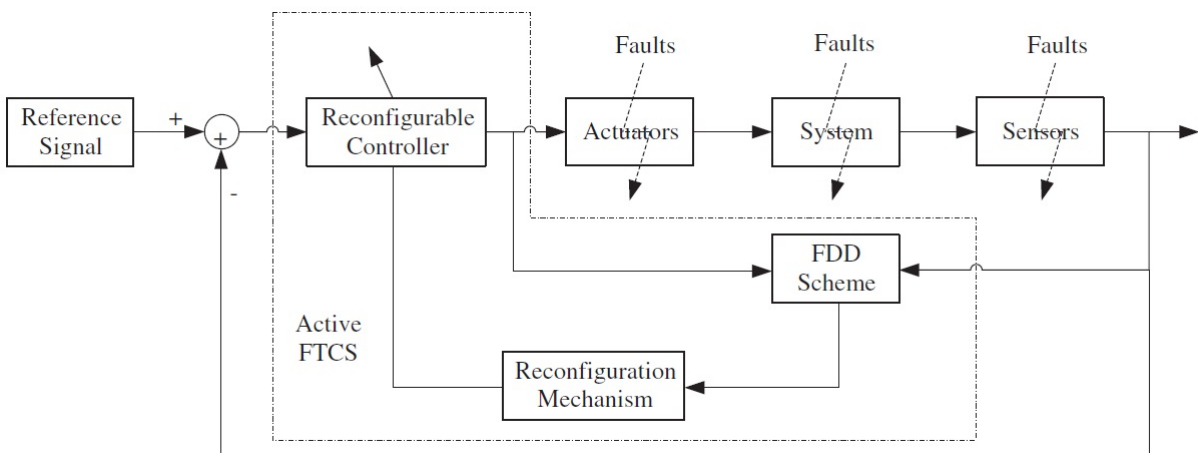 Faults
Faults
Faults
Reference
Signal
+
+
-
Reconfigurable
Controller
Actuators
System
Sensors
FDD
Scheme
Active
FTCS
Reconfiguration
Mechanism